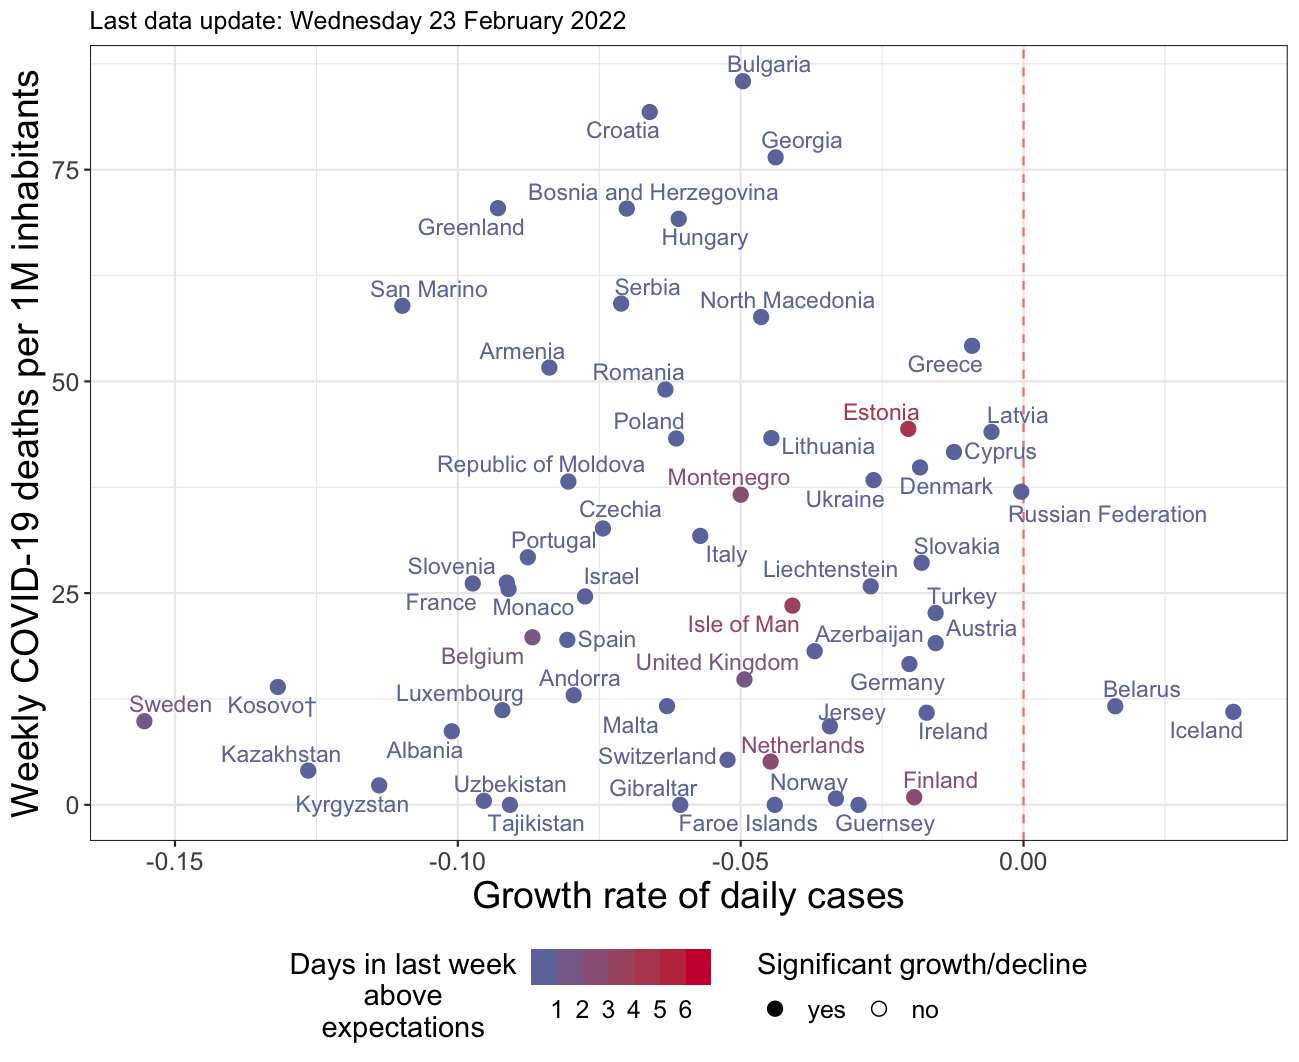 Last data update: Wednesday 23 February 2022
Weekly COVID-19 deaths per 1M inhabitants
75
50
25
0
Bulgaria
Croatia
Georgia
Bosnia and Herzegovina
Greenland
Hungary
San Marino
Serbia
North Macedonia
Armenia
Greece
Romania
Estonia
Latvia
Poland
Lithuania
Cyprus
Republic of Moldova
Montenegro
Denmark
Ukraine
Czechia
Russian Federation
Portugal
Italy
Slovakia
Slovenia
Liechtenstein
Israel
Turkey
France
Monaco
Isle of Man
Austria
Azerbaijan
Spain
Belgium
United Kingdom
Andorra
Germany
Luxembourg
Belarus
Sweden
Kosovo†
Jersey
Malta
Ireland
Iceland
Albania
Netherlands
Kazakhstan
Switzerland
Finland
Uzbekistan
Norway
Gibraltar
Kyrgyzstan
Tajikistan
Faroe Islands
Guernsey
-0.15
-0.10
-0.05
0.00
Growth rate of daily cases
Days in last week
above
expectations
1 2 3 4 5 6
Significant growth/decline
yes
no